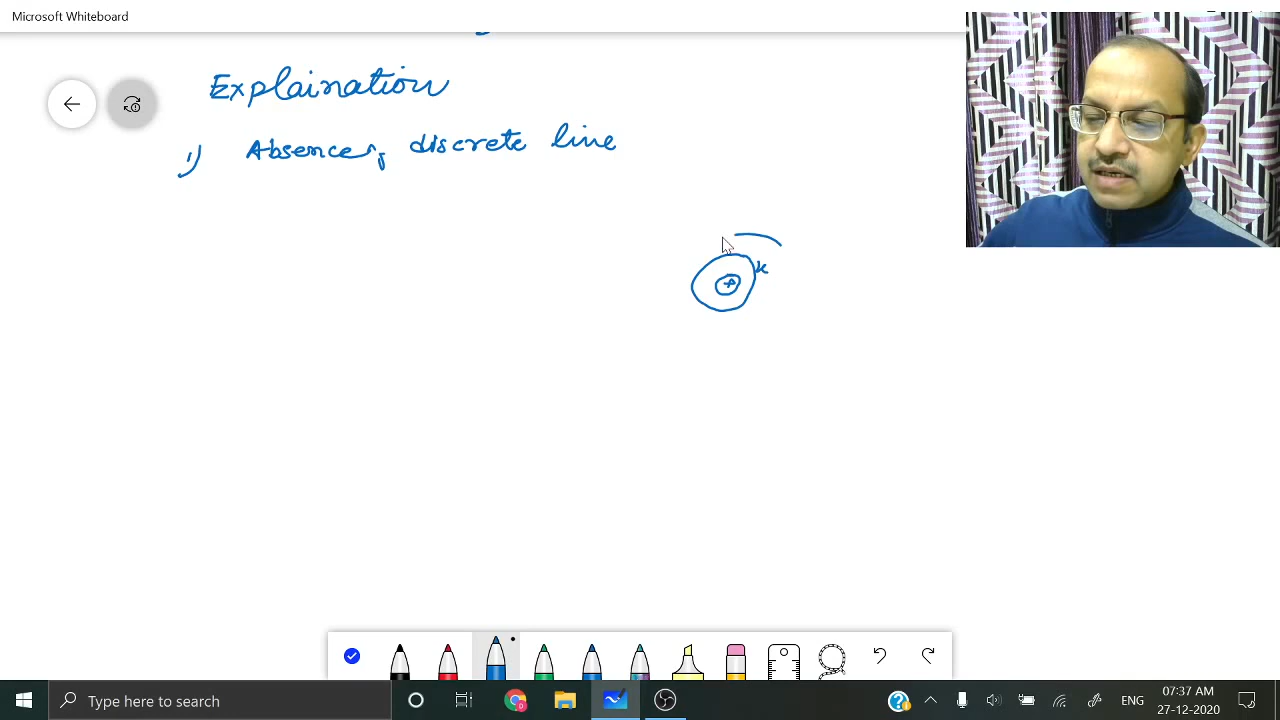 Microsoft Whiteboard
Explaination
1) Absence of discrete line
K
+
Type here to search
ENG
07:37 AM
27-12-2020